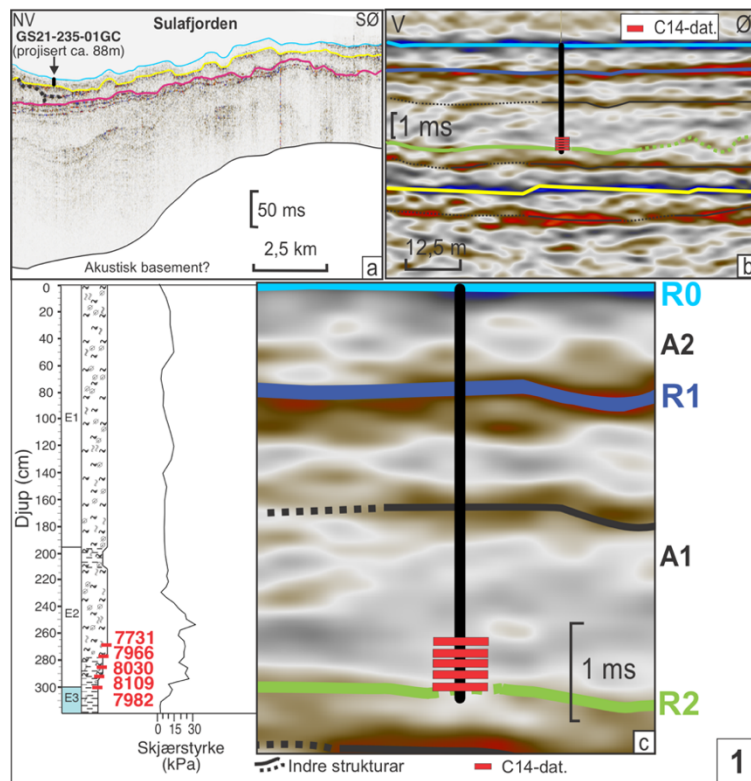 NV
Sulafjorden
SØ
GS21-235-01GC
(projisert ca. 88m)
50 ms
2,5 km
Akustisk basement?
a
V
C14-dat.
Ø
1 ms
12,5 m
b
Djup (cm)
0
20
40
60
80
100
120
140
160
180
200
220
240
260
280
300
E1
E2
E3
7731
7966
8030
8109
7982
0 15 30
Skjærstyrke
(kPa)
R0
A2
R1
A1
1 ms
R2
c
Indre strukturar
C14-dat.
1